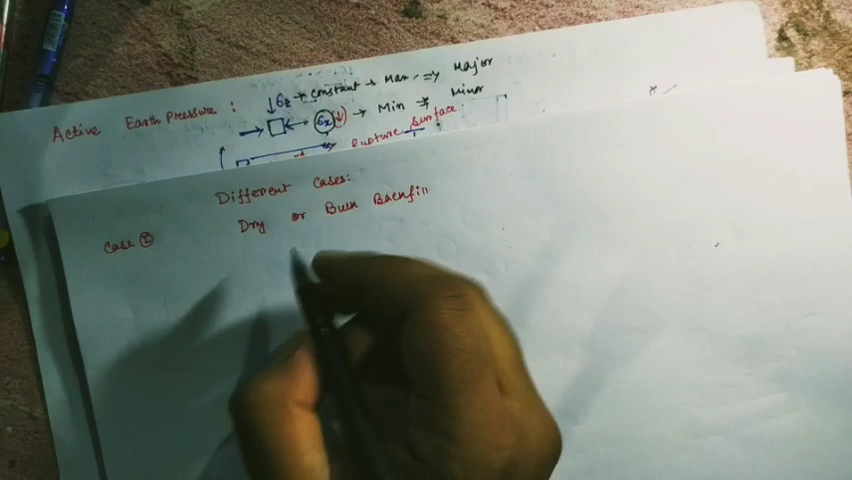 Active Earth Pressure : ↓σz → constant → Max. ⇒ Major
σx ↓ → Min ⇒ Minor
Rupture Surface
Different Cases:
Case I Dry or Bulk Backfill